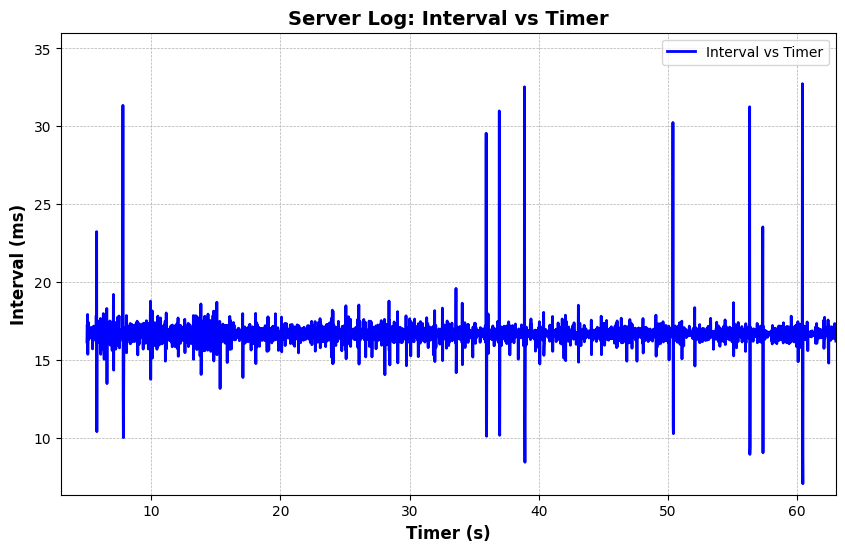 Server Log: Interval vs Timer
Interval vs Timer
35
30
25
20
15
10
Interval (ms)
10 20 30 40 50 60
Timer (s)